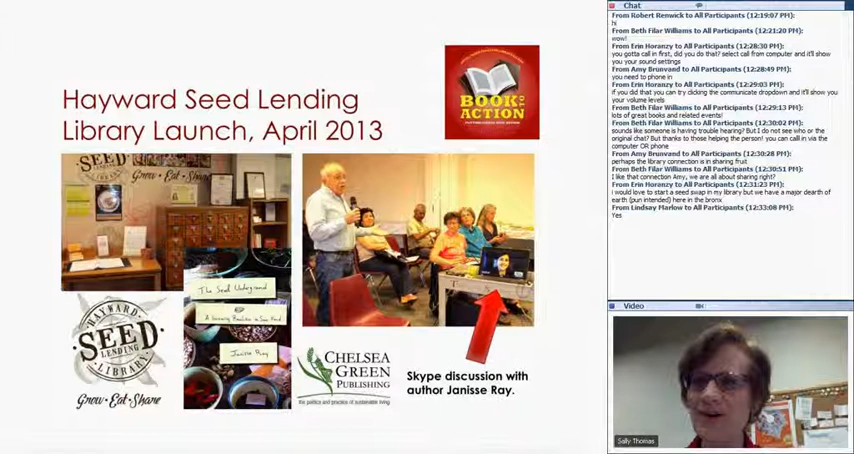 Hayward Seed Lending
Library Launch, April 2013
BOOK
TO
ACTION
SEED
Grow·Eat·Share
The Seed Underground
A Growing Revolution to Save Food
Janisse Ray
HAYWARD
SEED
LENDING
LIBRARY
Grow·Eat·Share
CHELSEA
GREEN
PUBLISHING
the politics and practice of sustainable living
Skype discussion with
author Janisse Ray.
Chat
From Robert Renwick to All Participants (12:19:07 PM):
hi
From Beth Filar Williams to All Participants (12:21:20 PM):
wow!
From Erin Horanzy to All Participants (12:28:30 PM):
you gotta call in first, did you do that? select call from computer and it'll show
you your sound settings
From Amy Brunvand to All Participants (12:28:49 PM):
you need to phone in
From Erin Horanzy to All Participants (12:29:03 PM):
if you did that you can try clicking the communicate dropdown and it'll show you
your volume levels
From Beth Filar Williams to All Participants (12:29:13 PM):
lots of great books and related events!
From Beth Filar Williams to All Participants (12:30:02 PM):
sounds like someone is having trouble hearing? But I do not see who or the
original chat? But thanks to those helping the person! you can call in via the
computer OR phone
From Amy Brunvand to All Participants (12:30:28 PM):
perhaps the library connection is in sharing fruit
From Beth Filar Williams to All Participants (12:30:51 PM):
I like that connection Amy, we are all about sharing right?
From Erin Horanzy to All Participants (12:31:23 PM):
i would love to start a seed swap in my library but we have a major dearth of
earth (pun intended) here in the bronx
From Lindsay Marlow to All Participants (12:33:08 PM):
Yes
Video
Sally Thomas